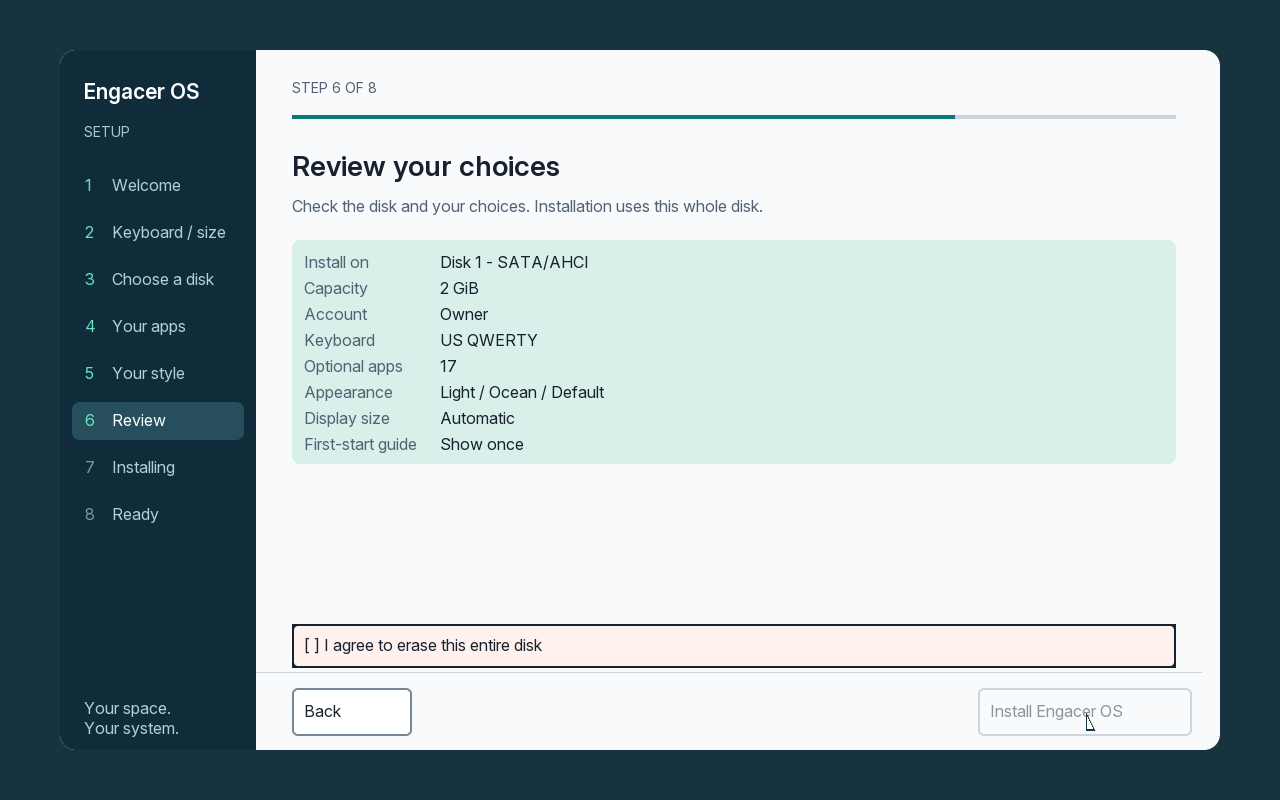 Engacer OS
SETUP
1 Welcome
2 Keyboard / size
3 Choose a disk
4 Your apps
5 Your style
6 Review
7 Installing
8 Ready
Your space.
Your system.
STEP 6 OF 8
Review your choices
Check the disk and your choices. Installation uses this whole disk.
Install on Disk 1 - SATA/AHCI
Capacity 2 GiB
Account Owner
Keyboard US QWERTY
Optional apps 17
Appearance Light / Ocean / Default
Display size Automatic
First-start guide Show once
[ ] I agree to erase this entire disk
Back
Install Engacer OS